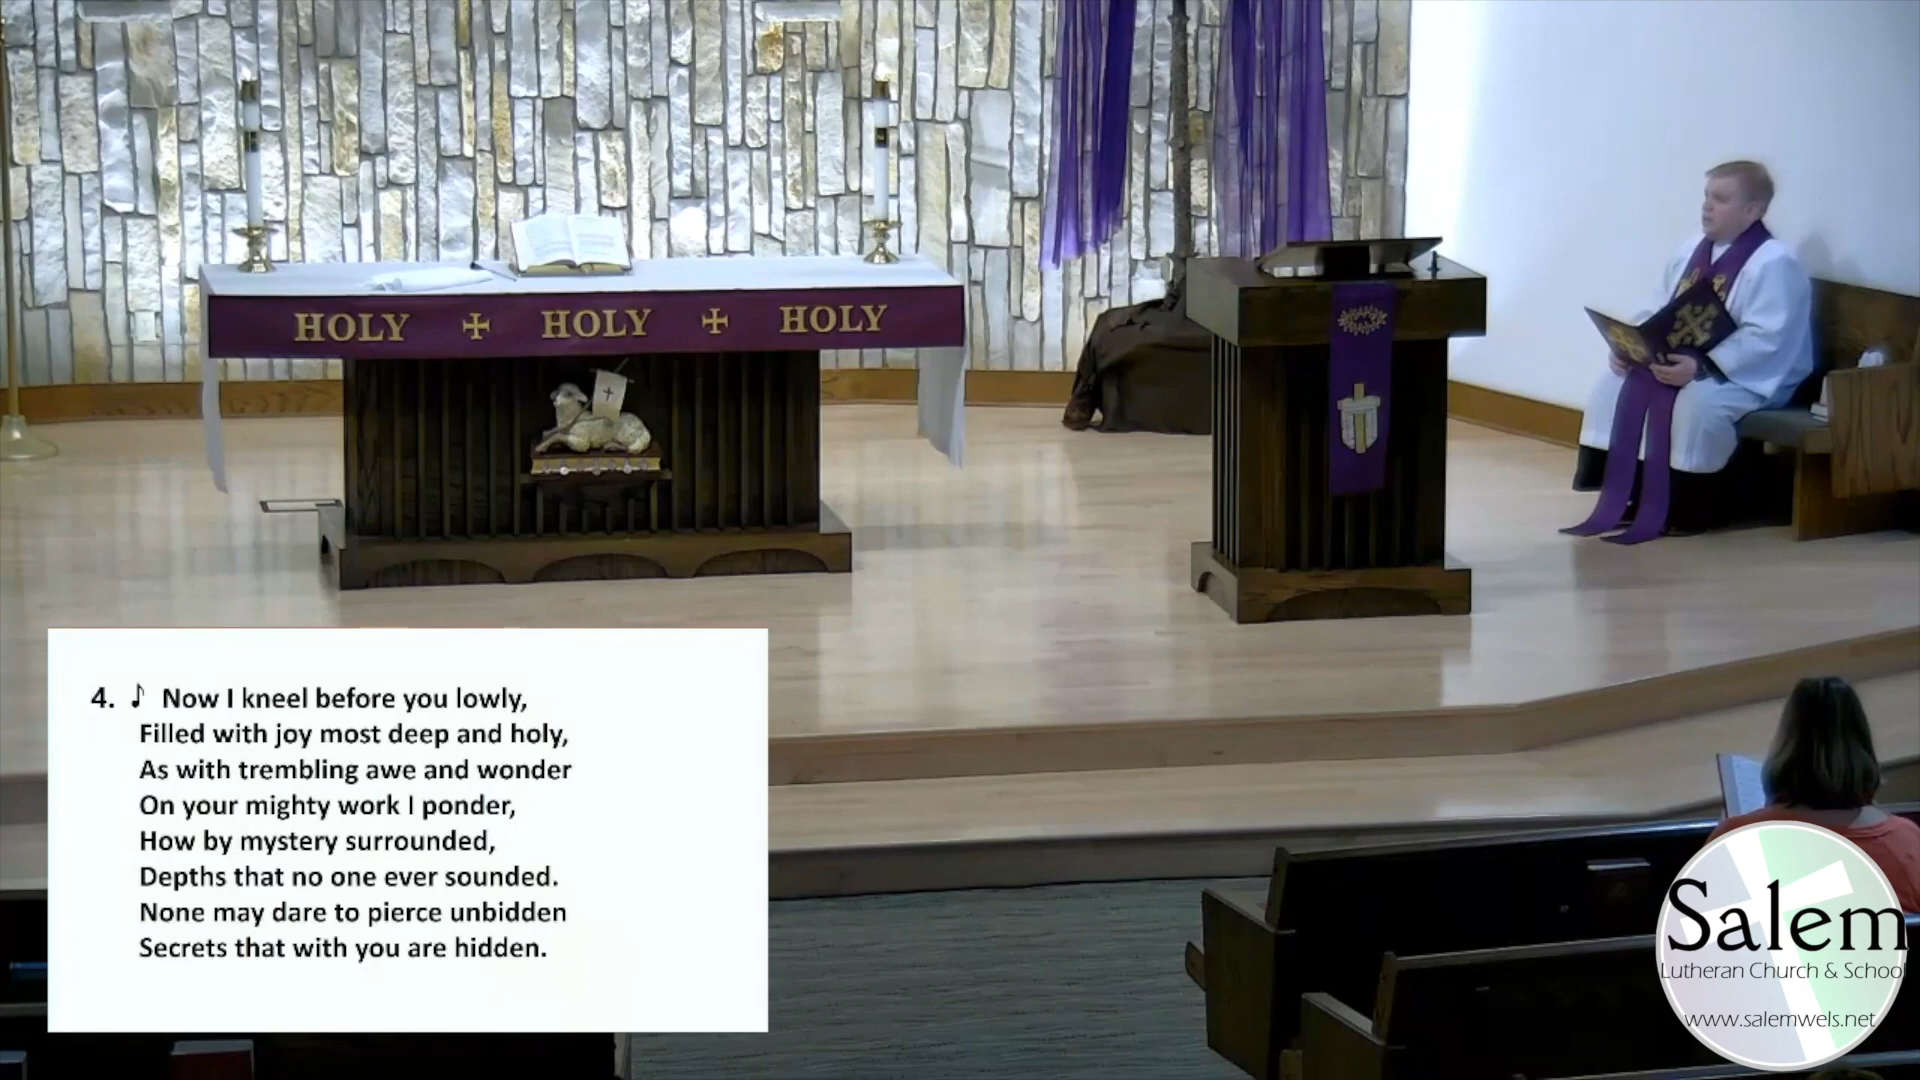 HOLY ✠ HOLY ✠ HOLY
4. ♪ Now I kneel before you lowly,
Filled with joy most deep and holy,
As with trembling awe and wonder
On your mighty work I ponder,
How by mystery surrounded,
Depths that no one ever sounded.
None may dare to pierce unbidden
Secrets that with you are hidden.
Salem
Lutheran Church & School
www.salemwels.net